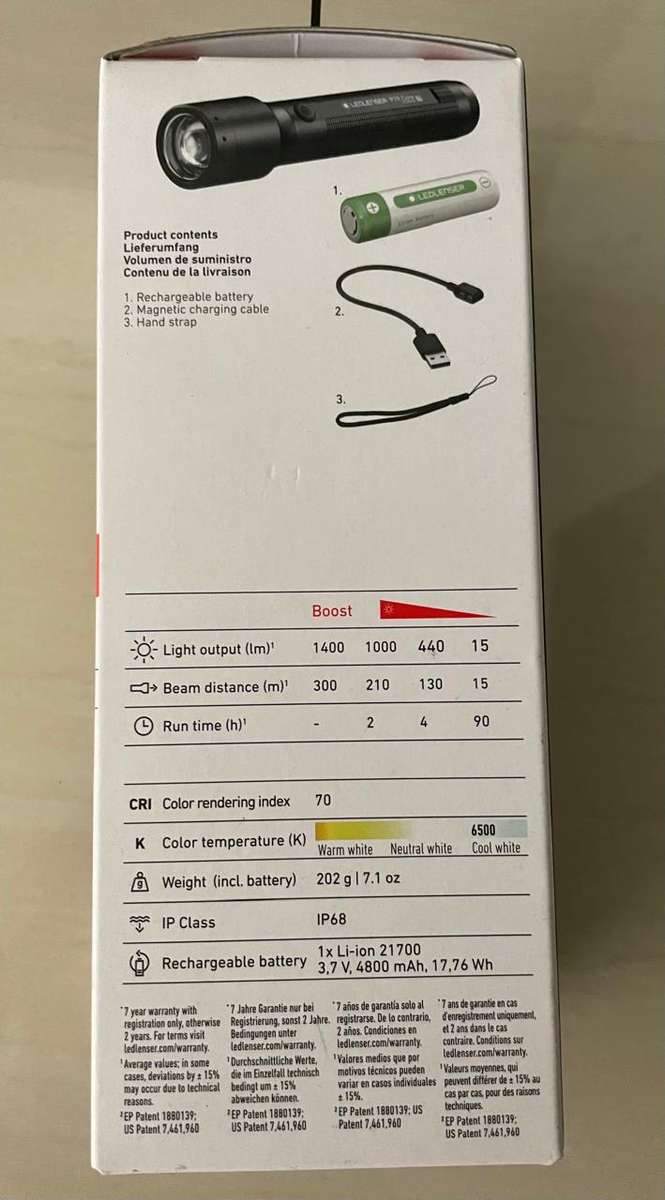 LEDLENSER P7R Core
1.
LEDLENSER
Li-ion Battery
Product contents
Lieferumfang
Volumen de suministro
Contenu de la livraison
1. Rechargeable battery
2. Magnetic charging cable
3. Hand strap
2.
3.
Boost
Light output (lm)¹ 1400 1000 440 15
Beam distance (m)¹ 300 210 130 15
Run time (h)¹ - 2 4 90
CRI Color rendering index 70
K Color temperature (K) 6500
Warm white Neutral white Cool white
Weight (incl. battery) 202 g | 7.1 oz
IP Class IP68
Rechargeable battery 1x Li-ion 21700
3,7 V, 4800 mAh, 17,76 Wh
*7 year warranty with
registration only, otherwise
2 years. For terms visit
ledlenser.com/warranty.
¹Average values; in some
cases, deviations by ± 15%
may occur due to technical
reasons.
²EP Patent 1880139;
US Patent 7,461,960
*7 Jahre Garantie nur bei
Registrierung, sonst 2 Jahre.
Bedingungen unter
ledlenser.com/warranty.
¹Durchschnittliche Werte,
die im Einzelfall technisch
bedingt um ± 15%
abweichen können.
²EP Patent 1880139;
US Patent 7,461,960
*7 años de garantía solo al
registrarse. De lo contrario,
2 años. Condiciones en
ledlenser.com/warranty.
¹Valores medios que por
motivos técnicos pueden
variar en casos individuales
± 15%.
²EP Patent 1880139; US
Patent 7,461,960
*7 ans de garantie en cas
d'enregistrement uniquement,
et 2 ans dans le cas
contraire. Conditions sur
ledlenser.com/warranty.
¹Valeurs moyennes, qui
peuvent différer de ± 15% au
cas par cas, pour des raisons
techniques.
²EP Patent 1880139;
US Patent 7,461,960